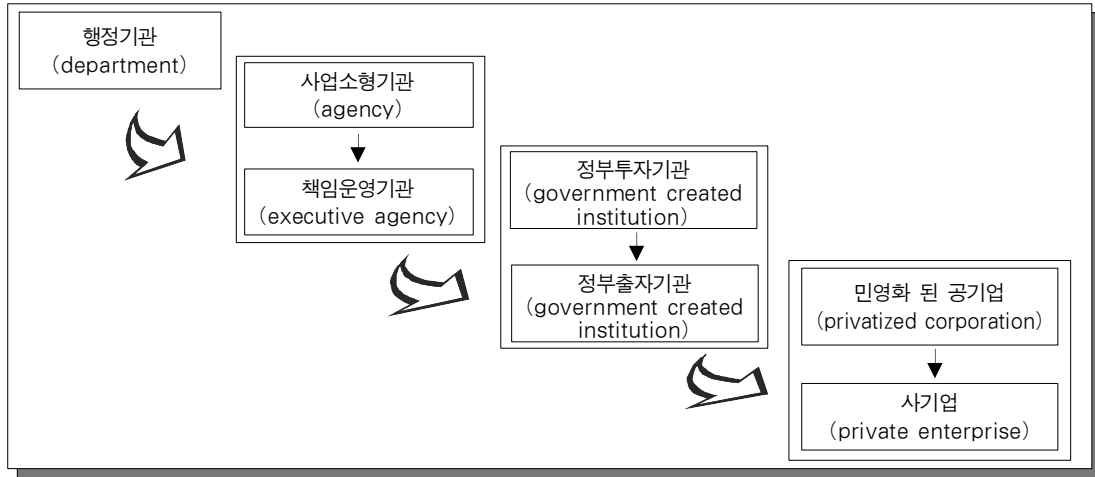 행정기관
(department)
사업소형기관
(agency)
책임운영기관
(executive agency)
정부투자기관
(government created
institution)
정부출자기관
(government created
institution)
민영화 된 공기업
(privatized corporation)
사기업
(private enterprise)